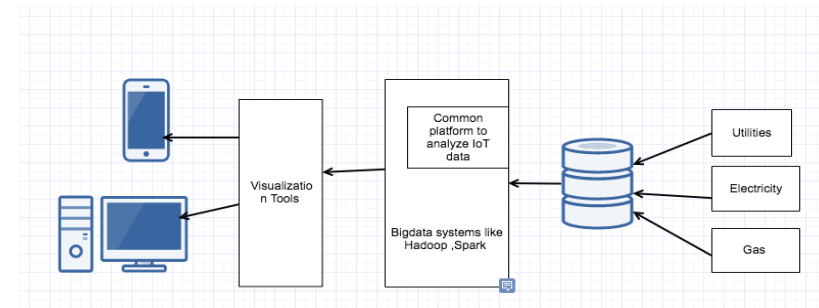 Visualizatio
n Tools
Common
platform to
analyze IoT
data
Bigdata systems like
Hadoop ,Spark
Utilities
Electricity
Gas